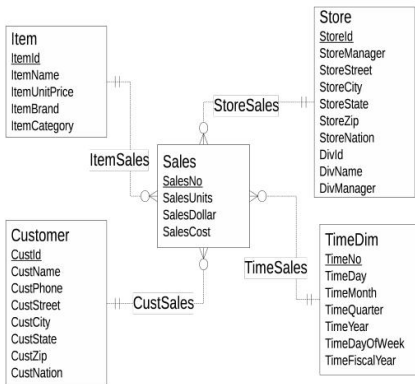 Item
ItemId
ItemName
ItemUnitPrice
ItemBrand
ItemCategory
Store
StoreId
StoreManager
StoreStreet
StoreCity
StoreState
StoreZip
StoreNation
DivId
DivName
DivManager
StoreSales
ItemSales
Sales
SalesNo
SalesUnits
SalesDollar
SalesCost
Customer
CustId
CustName
CustPhone
CustStreet
CustCity
CustState
CustZip
CustNation
CustSales
TimeSales
TimeDim
TimeNo
TimeDay
TimeMonth
TimeQuarter
TimeYear
TimeDayOfWeek
TimeFiscalYear